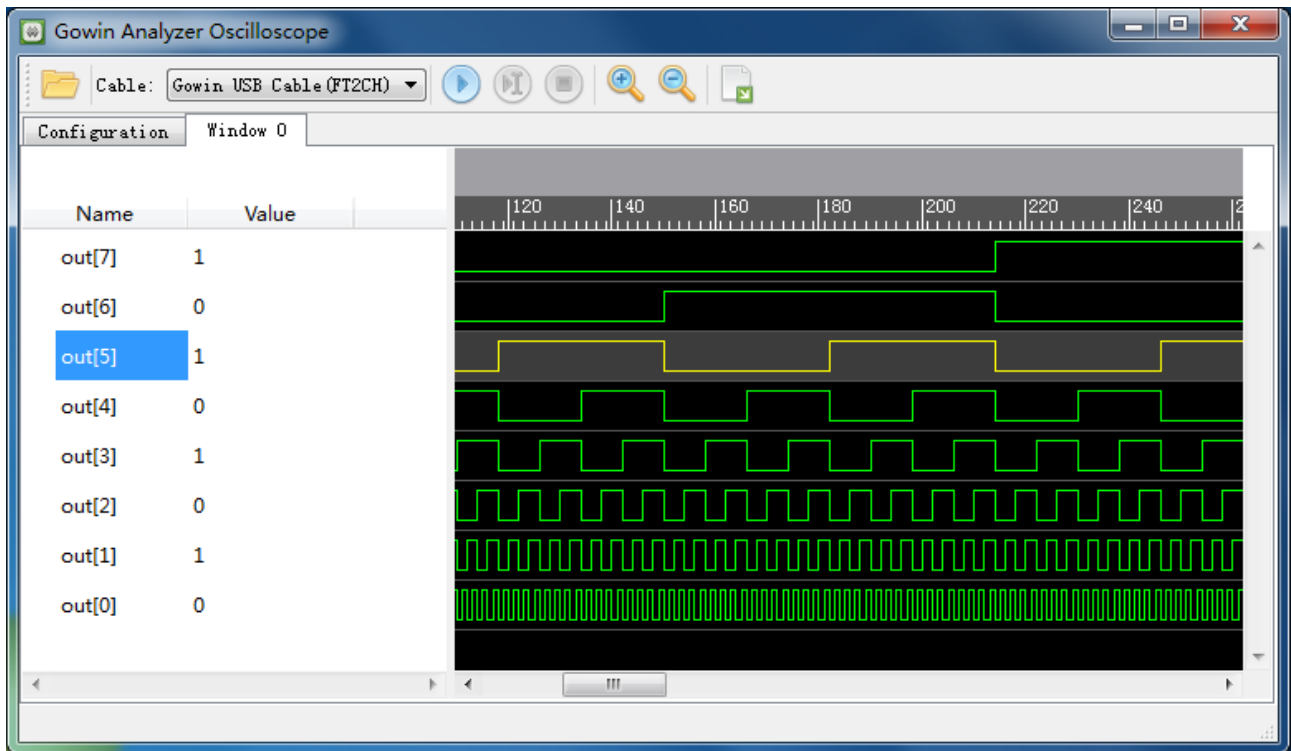 Gowin Analyzer Oscilloscope
Cable: Gowin USB Cable(FT2CH)
Configuration Window 0
Name Value
120 140 160 180 200 220 240 2
out[7] 1
out[6] 0
out[5] 1
out[4] 0
out[3] 1
out[2] 0
out[1] 1
out[0] 0